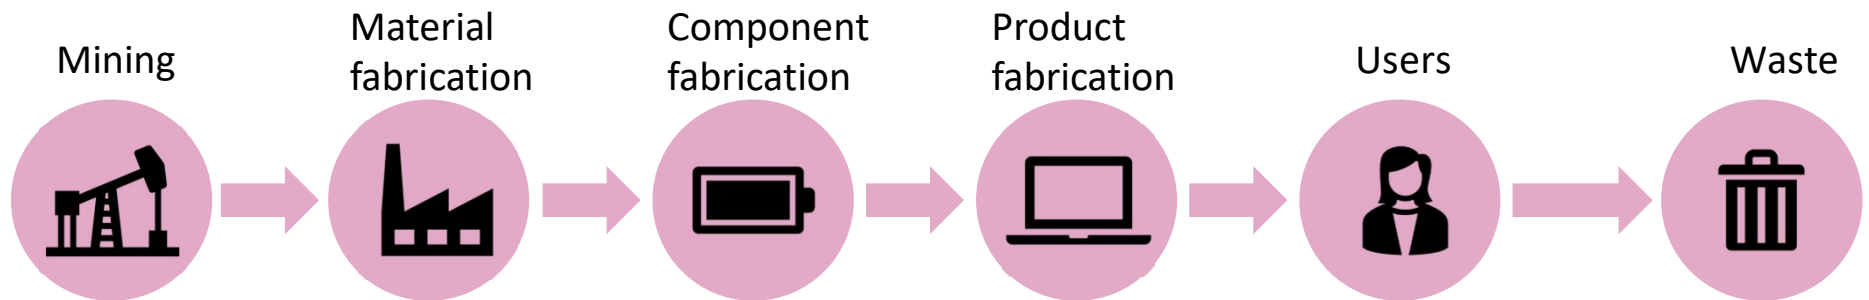 Mining
Material
fabrication
Component
fabrication
Product
fabrication
Users
Waste